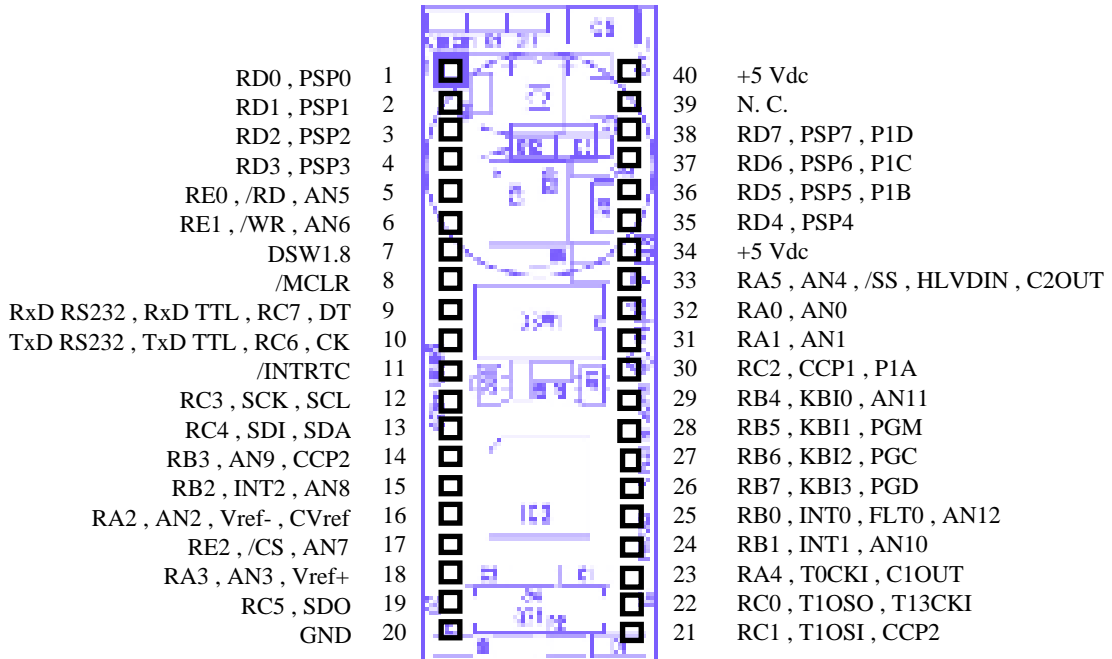 RD0 , PSP0 1
RD1 , PSP1 2
RD2 , PSP2 3
RD3 , PSP3 4
RE0 , /RD , AN5 5
RE1 , /WR , AN6 6
DSW1.8 7
/MCLR 8
RxD RS232 , RxD TTL , RC7 , DT 9
TxD RS232 , TxD TTL , RC6 , CK 10
/INTRTC 11
RC3 , SCK , SCL 12
RC4 , SDI , SDA 13
RB3 , AN9 , CCP2 14
RB2 , INT2 , AN8 15
RA2 , AN2 , Vref- , CVref 16
RE2 , /CS , AN7 17
RA3 , AN3 , Vref+ 18
RC5 , SDO 19
GND 20
40 +5 Vdc
39 N. C.
38 RD7 , PSP7 , P1D
37 RD6 , PSP6 , P1C
36 RD5 , PSP5 , P1B
35 RD4 , PSP4
34 +5 Vdc
33 RA5 , AN4 , /SS , HLVDIN , C2OUT
32 RA0 , AN0
31 RA1 , AN1
30 RC2 , CCP1 , P1A
29 RB4 , KBI0 , AN11
28 RB5 , KBI1 , PGM
27 RB6 , KBI2 , PGC
26 RB7 , KBI3 , PGD
25 RB0 , INT0 , FLT0 , AN12
24 RB1 , INT1 , AN10
23 RA4 , T0CKI , C1OUT
22 RC0 , T1OSO , T13CKI
21 RC1 , T1OSI , CCP2
IC3